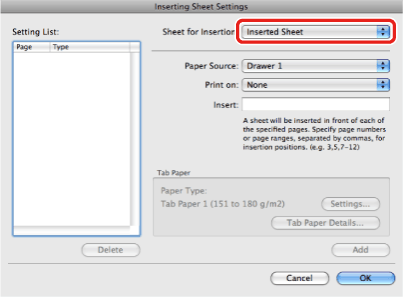 Inserting Sheet Settings
Setting List:
Page Type
Sheet for Insertion: Inserted Sheet
Paper Source: Drawer 1
Print on: None
Insert:
A sheet will be inserted in front of each of
the specified pages. Specify page numbers
or page ranges, separated by commas, for
insertion positions. (e.g. 3,5,7-12)
Tab Paper
Paper Type:
Tab Paper 1 (151 to 180 g/m2) Settings...
Tab Paper Details...
Delete Add
Cancel OK